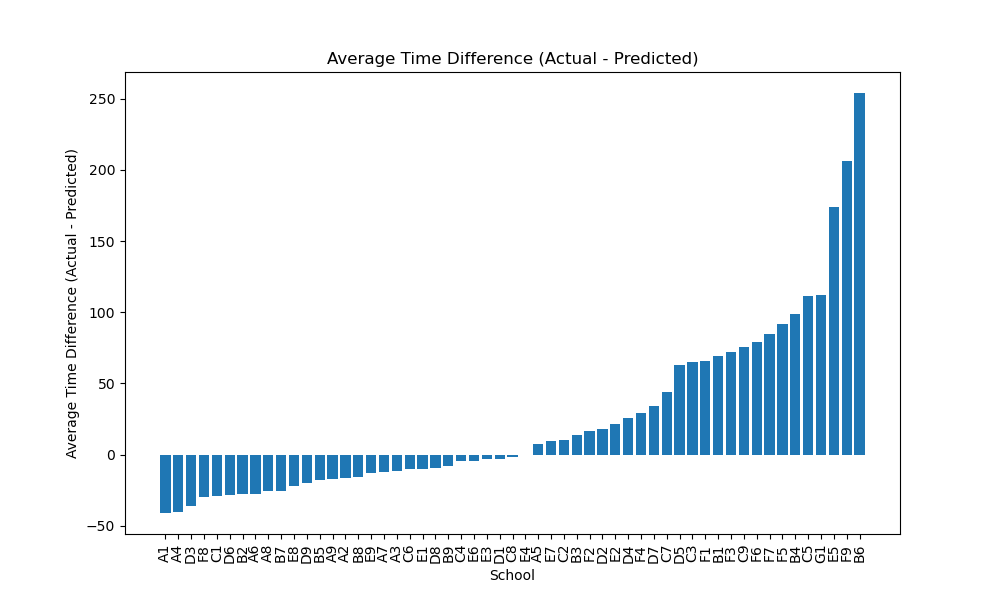 Average Time Difference (Actual - Predicted)
Average Time Difference (Actual - Predicted)
250
200
150
100
50
0
−50
A1 A4 D3 F8 C1 D6 B2 A6 A8 B7 E8 D9 B5 A9 A2 B8 E9 A7 A3 C6 E1 D8 B9 C4 E6 E3 D1 C8 E4 A5 E7 C2 B3 F2 D2 E2 D4 F4 D7 C7 D5 C3 F1 B1 F3 C9 F6 F7 F5 B4 C5 G1 E5 F9 B6
School